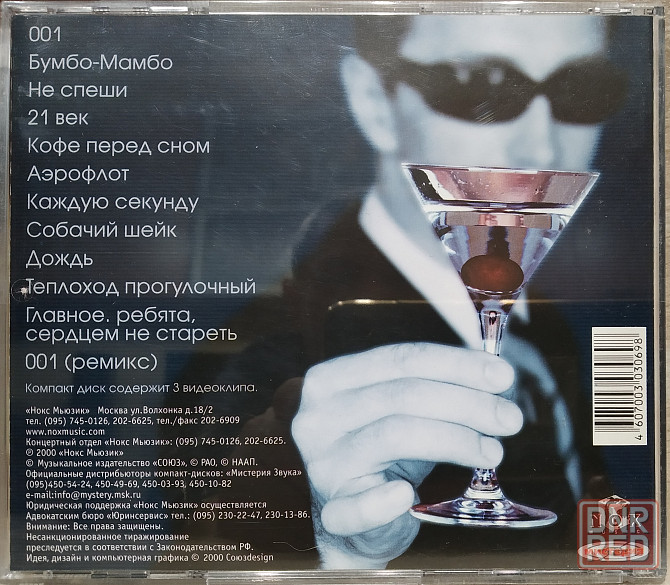 001
Бумбо-Мамбо
Не спеши
21 век
Кофе перед сном
Аэрофлот
Каждую секунду
Собачий шейк
Дождь
Теплоход прогулочный
Главное. ребята,
сердцем не стареть
001 (ремикс)
Компакт диск содержит 3 видеоклипа.
«Нокс Мьюзик» Москва ул.Волхонка д.18/2
тел. (095) 745-0126, 202-6625, тел./факс 202-6909
www.noxmusic.com
Концертный отдел «Нокс Мьюзик»: (095) 745-0126, 202-6625.
℗ 2000 «Нокс Мьюзик»
© Музыкальное издательство «СОЮЗ», © РАО, © НААП.
Официальные дистрибьюторы компакт-дисков: «Мистерия Звука»
(095)450-54-24, 450-49-69, 450-03-93, 450-10-82
e-mail:info@mystery.msk.ru
Юридическая поддержка «Нокс Мьюзик» осуществляется
Адвокатским бюро «Юринсервис» тел.: (095) 230-22-47, 230-13-86.
Внимание: Все права защищены.
Несанкционированное тиражирование
преследуется в соответствии с Законодательством РФ.
Идея, дизайн и компьютерная графика © 2000 Союзdesign
4 607003 030698